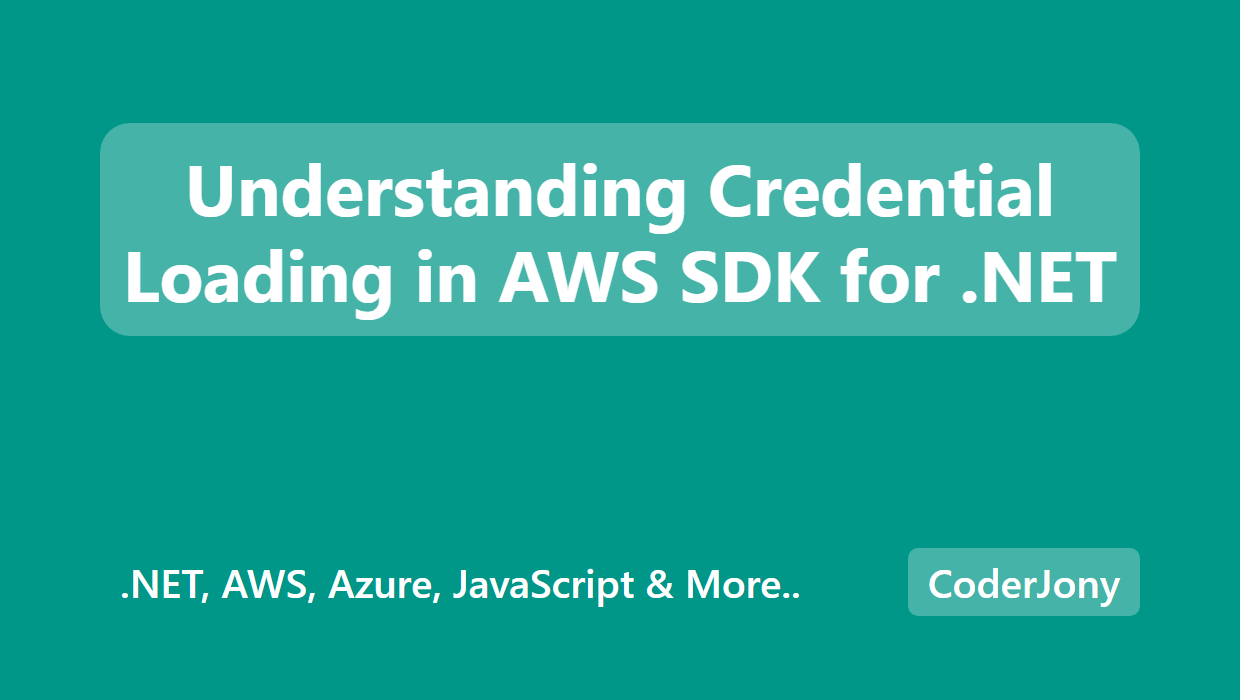 Understanding Credential
Loading in AWS SDK for .NET
.NET, AWS, Azure, JavaScript & More..
CoderJony